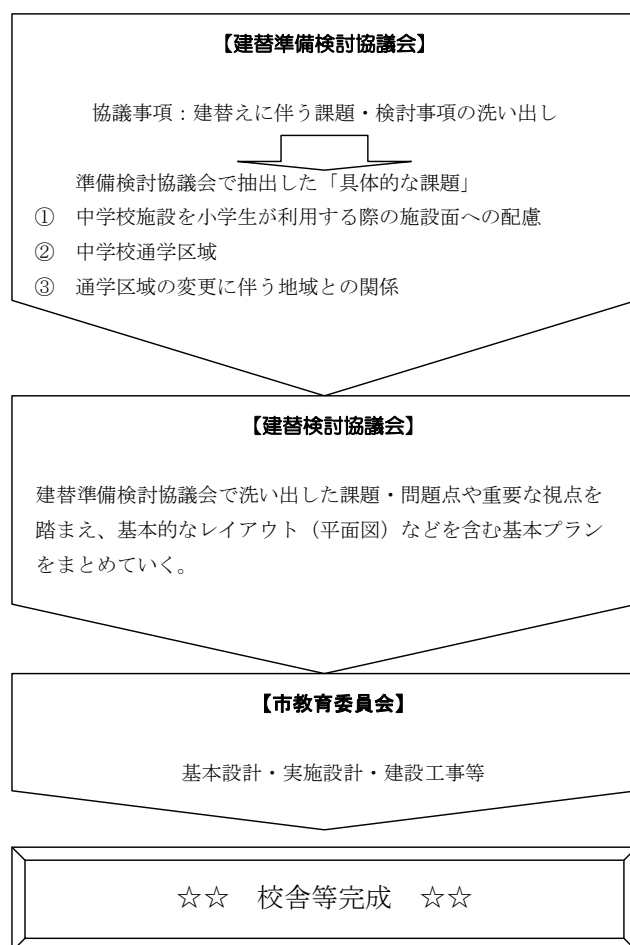 【建替準備検討協議会】
協議事項：建替えに伴う課題・検討事項の洗い出し
準備検討協議会で抽出した「具体的な課題」
① 中学校施設を小学生が利用する際の施設面への配慮
② 中学校通学区域
③ 通学区域の変更に伴う地域との関係
【建替検討協議会】
建替準備検討協議会で洗い出した課題・問題点や重要な視点を
踏まえ、基本的なレイアウト（平面図）などを含む基本プラン
をまとめていく。
【市教育委員会】
基本設計・実施設計・建設工事等
☆☆ 校舎等完成 ☆☆